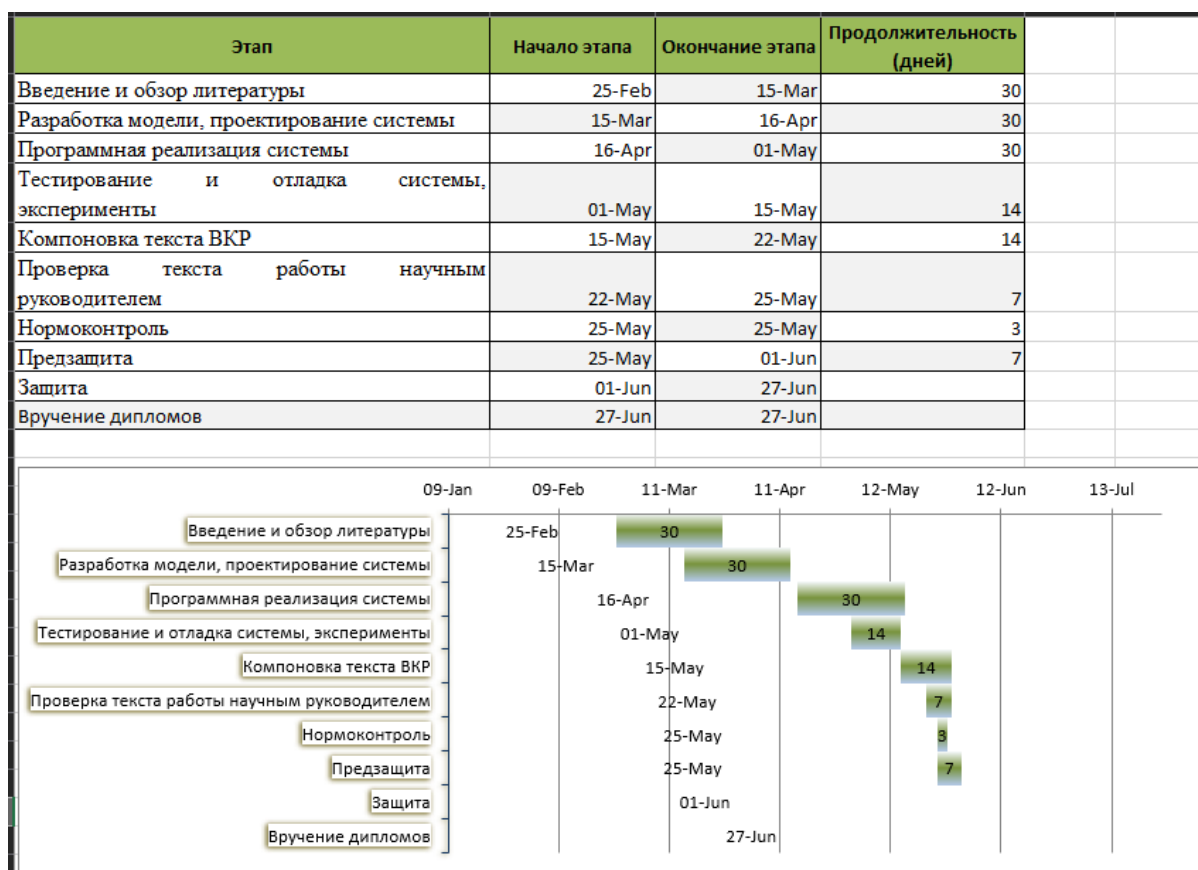 Этап Начало этапа Окончание этапа Продолжительность (дней)
Введение и обзор литературы 25-Feb 15-Mar 30
Разработка модели, проектирование системы 15-Mar 16-Apr 30
Программная реализация системы 16-Apr 01-May 30
Тестирование и отладка системы,
эксперименты 01-May 15-May 14
Компоновка текста ВКР 15-May 22-May 14
Проверка текста работы научным
руководителем 22-May 25-May 7
Нормоконтроль 25-May 25-May 3
Предзащита 25-May 01-Jun 7
Защита 01-Jun 27-Jun
Вручение дипломов 27-Jun 27-Jun
09-Jan 09-Feb 11-Mar 11-Apr 12-May 12-Jun 13-Jul
Введение и обзор литературы 25-Feb 30
Разработка модели, проектирование системы 15-Mar 30
Программная реализация системы 16-Apr 30
Тестирование и отладка системы, эксперименты 01-May 14
Компоновка текста ВКР 15-May 14
Проверка текста работы научным руководителем 22-May 7
Нормоконтроль 25-May 3
Предзащита 25-May 7
Защита 01-Jun
Вручение дипломов 27-Jun